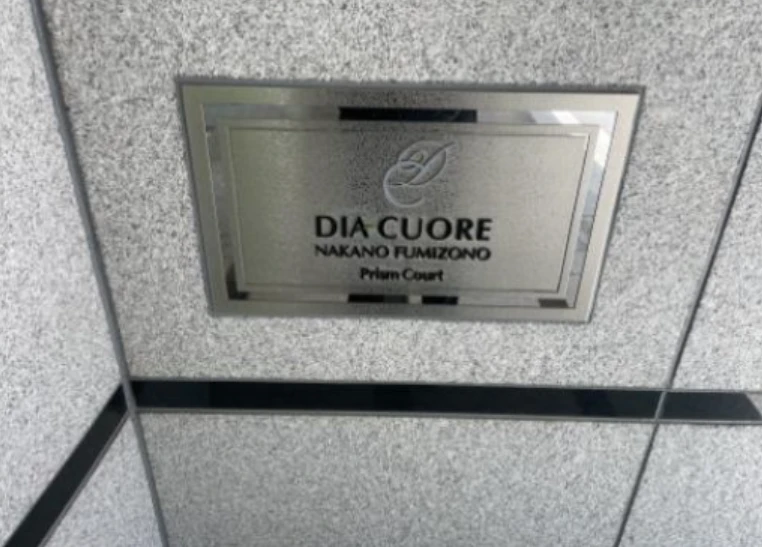 DIA CUORE
NAKANO FUMIZONO
Prism Court